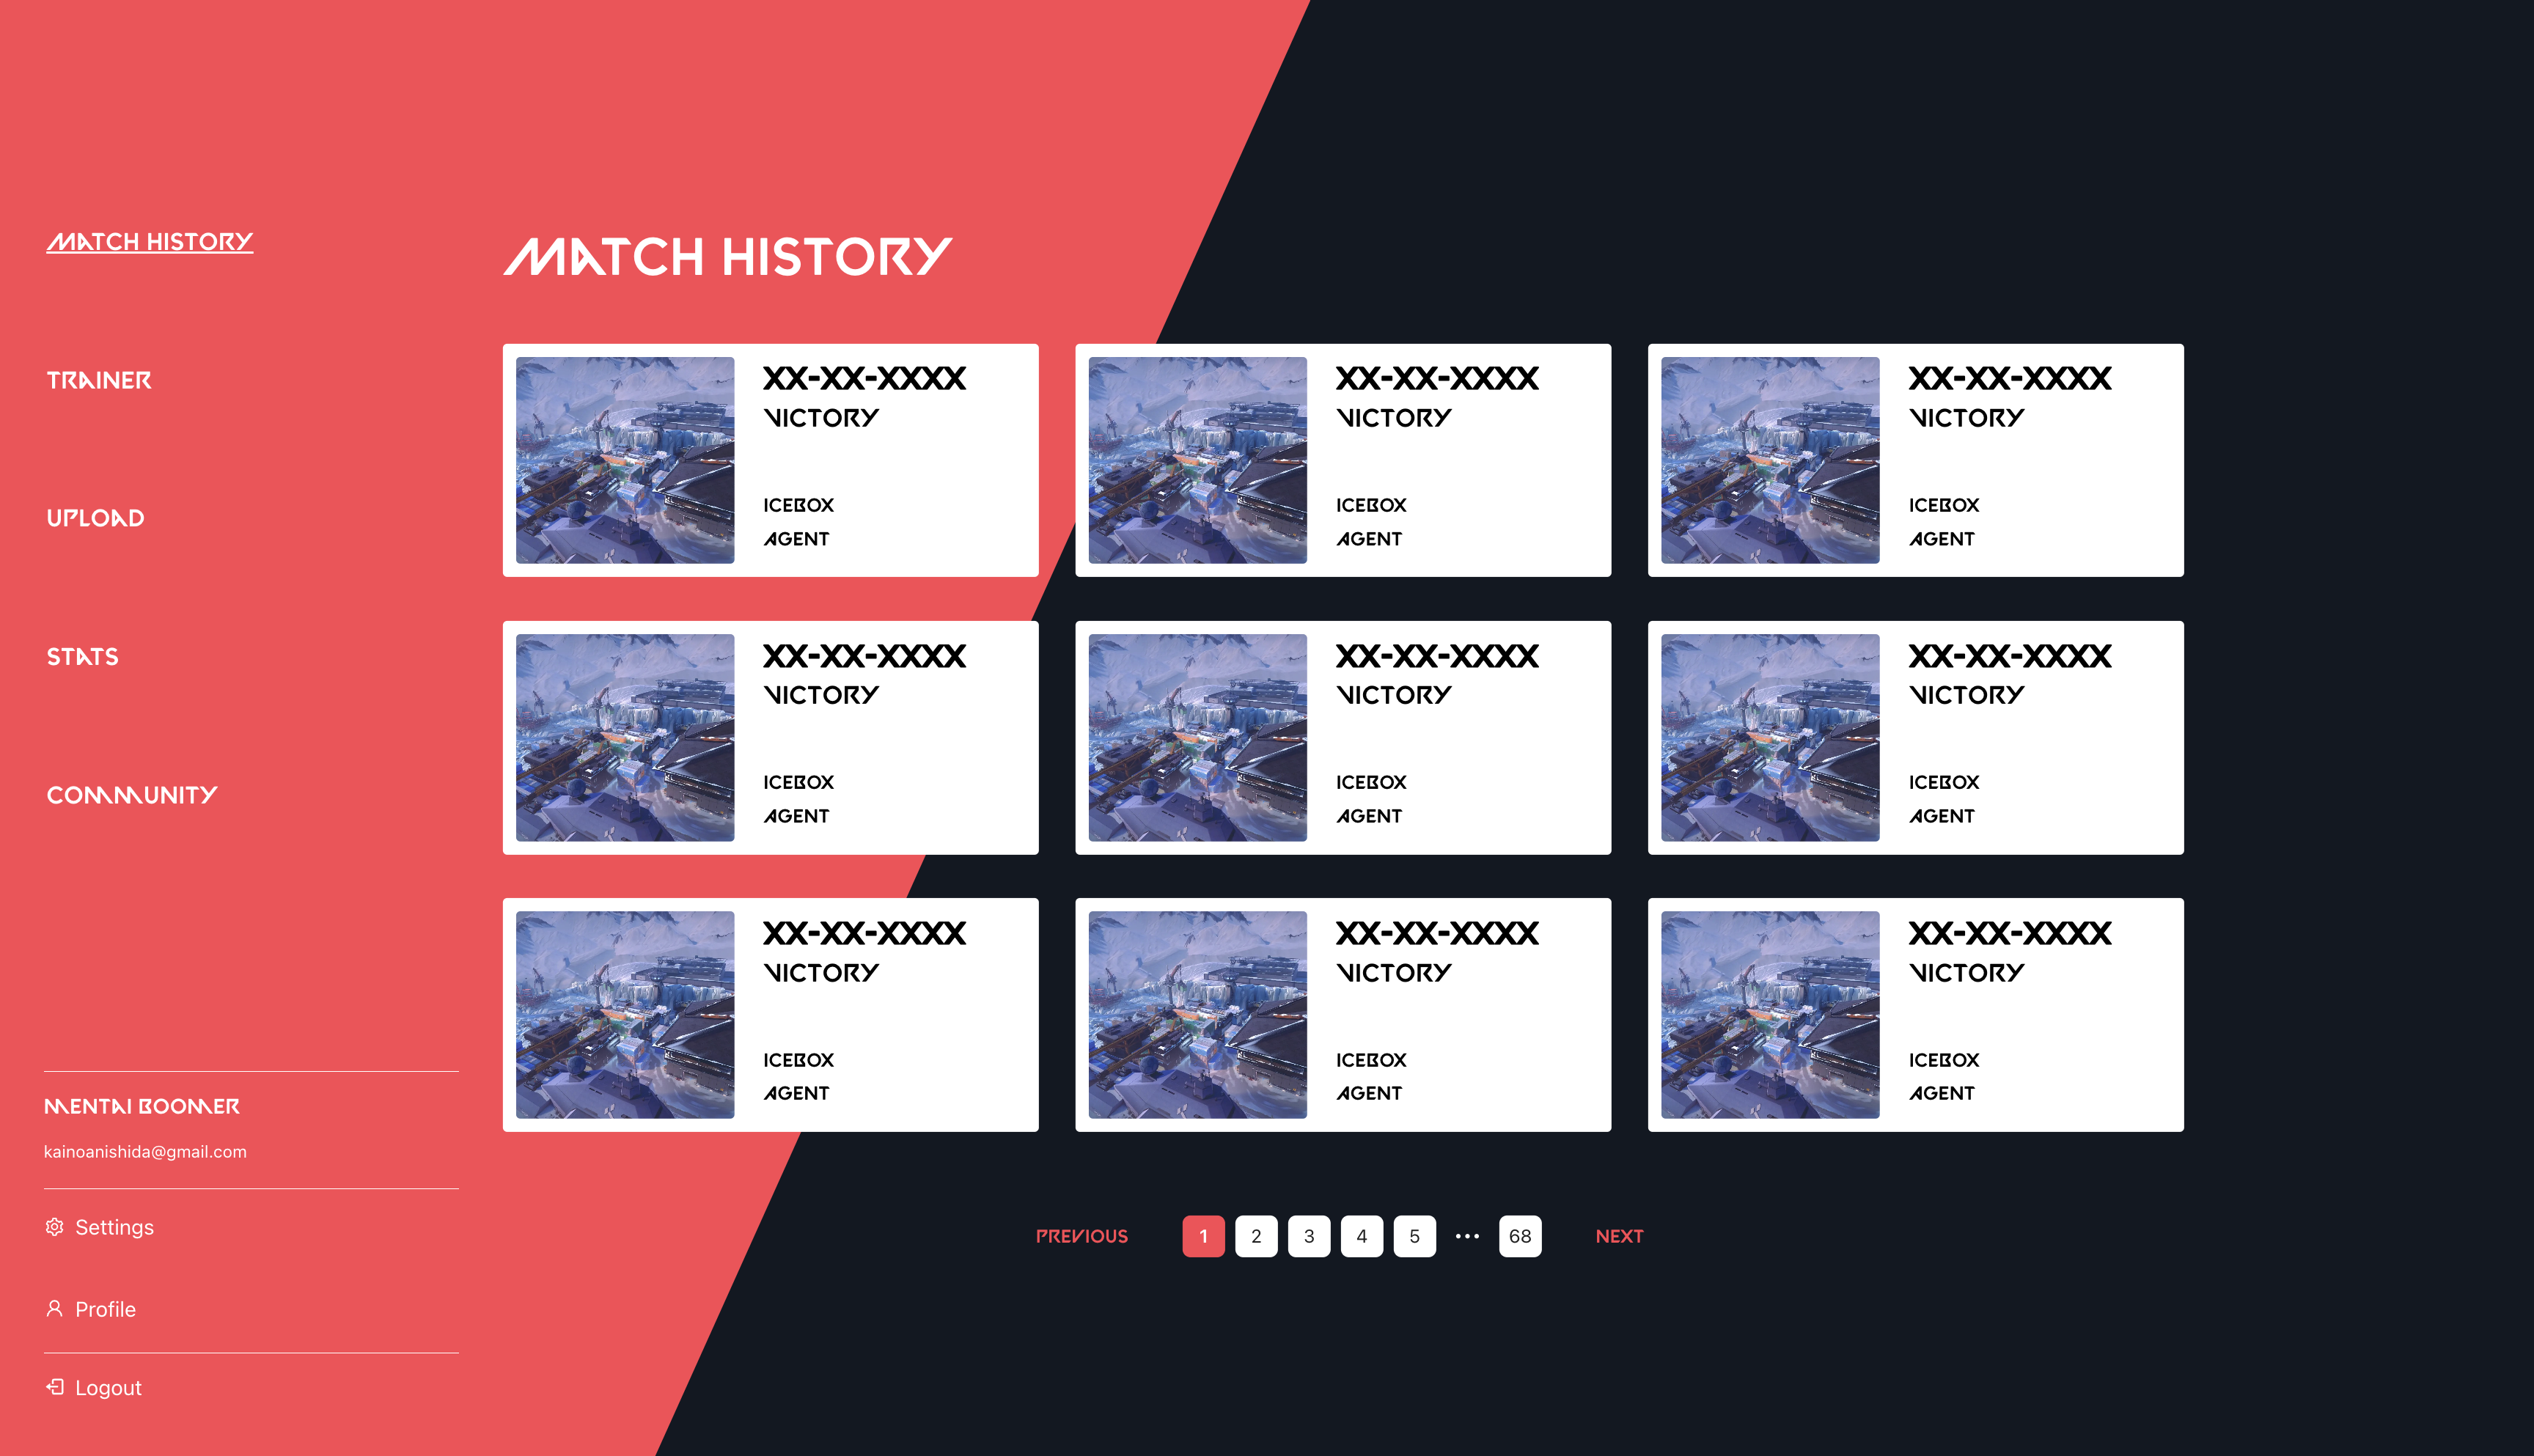 MATCH HISTORY
TRAINER
UPLOAD
STATS
COMMUNITY
MENTAI BOOMER
kainoanishida@gmail.com
Settings
Profile
Logout
MATCH HISTORY
XX-XX-XXXX
VICTORY
ICEBOX
AGENT
XX-XX-XXXX
VICTORY
ICEBOX
AGENT
XX-XX-XXXX
VICTORY
ICEBOX
AGENT
XX-XX-XXXX
VICTORY
ICEBOX
AGENT
XX-XX-XXXX
VICTORY
ICEBOX
AGENT
XX-XX-XXXX
VICTORY
ICEBOX
AGENT
XX-XX-XXXX
VICTORY
ICEBOX
AGENT
XX-XX-XXXX
VICTORY
ICEBOX
AGENT
XX-XX-XXXX
VICTORY
ICEBOX
AGENT
PREVIOUS 1 2 3 4 5 ••• 68 NEXT